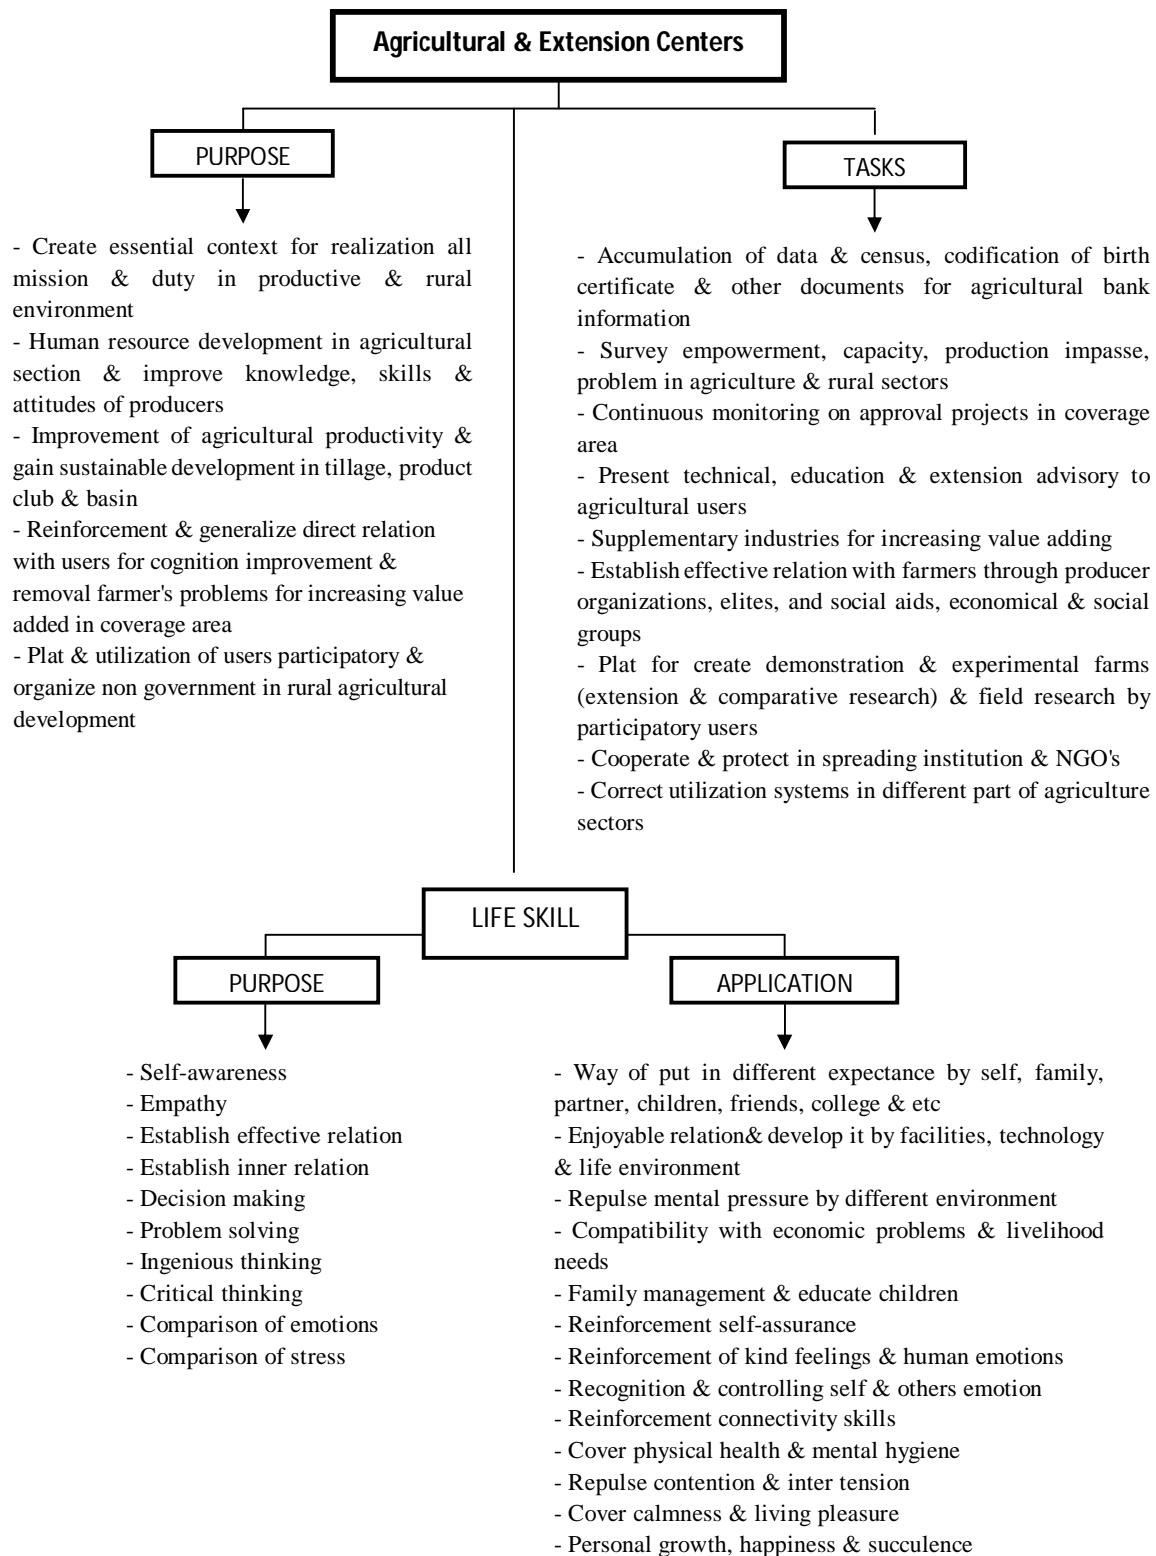 Agricultural & Extension Centers
PURPOSE
- Create essential context for realization all
mission & duty in productive & rural
environment
- Human resource development in agricultural
section & improve knowledge, skills &
attitudes of producers
- Improvement of agricultural productivity &
gain sustainable development in tillage, product
club & basin
- Reinforcement & generalize direct relation
with users for cognition improvement &
removal farmer's problems for increasing value
added in coverage area
- Plat & utilization of users participatory &
organize non government in rural agricultural
development
TASKS
- Accumulation of data & census, codification of birth
certificate & other documents for agricultural bank
information
- Survey empowerment, capacity, production impasse,
problem in agriculture & rural sectors
- Continuous monitoring on approval projects in coverage
area
- Present technical, education & extension advisory to
agricultural users
- Supplementary industries for increasing value adding
- Establish effective relation with farmers through producer
organizations, elites, and social aids, economical & social
groups
- Plat for create demonstration & experimental farms
(extension & comparative research) & field research by
participatory users
- Cooperate & protect in spreading institution & NGO's
- Correct utilization systems in different part of agriculture
sectors
LIFE SKILL
PURPOSE
- Self-awareness
- Empathy
- Establish effective relation
- Establish inner relation
- Decision making
- Problem solving
- Ingenious thinking
- Critical thinking
- Comparison of emotions
- Comparison of stress
APPLICATION
- Way of put in different expectance by self, family,
partner, children, friends, college & etc
- Enjoyable relation& develop it by facilities, technology
& life environment
- Repulse mental pressure by different environment
- Compatibility with economic problems & livelihood
needs
- Family management & educate children
- Reinforcement self-assurance
- Reinforcement of kind feelings & human emotions
- Recognition & controlling self & others emotion
- Reinforcement connectivity skills
- Cover physical health & mental hygiene
- Repulse contention & inter tension
- Cover calmness & living pleasure
- Personal growth, happiness & succulence